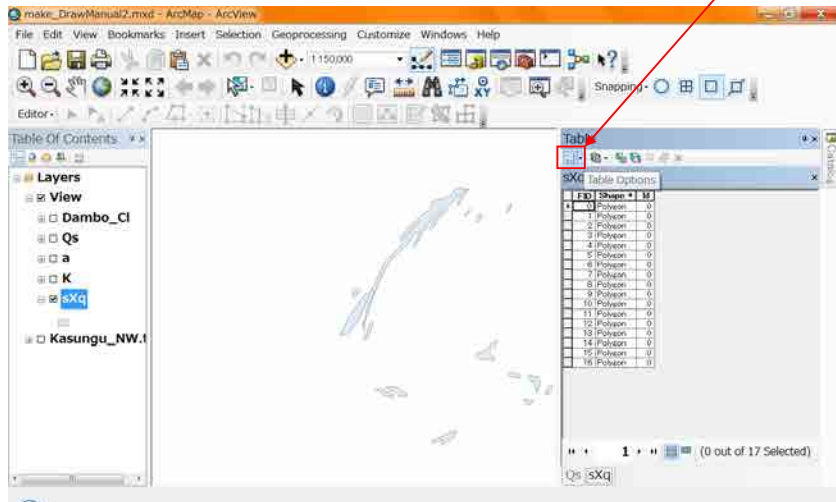 make_DrawManual2.mxd - ArcMap - ArcView
File Edit View Bookmarks Insert Selection Geoprocessing Customize Windows Help
1:150,000
Snapping
Editor
Table Of Contents
Table
Catalog
Layers
View
Dambo_Cl
Qs
a
K
sXq
Kasungu_NW.t
sXq
Table Options
FID Shape * Id
0 Polygon 0
1 Polygon 0
2 Polygon 0
3 Polygon 0
4 Polygon 0
5 Polygon 0
6 Polygon 0
7 Polygon 0
8 Polygon 0
9 Polygon 0
10 Polygon 0
11 Polygon 0
12 Polygon 0
13 Polygon 0
14 Polygon 0
15 Polygon 0
16 Polygon 0
1 (0 out of 17 Selected)
Qs sXq